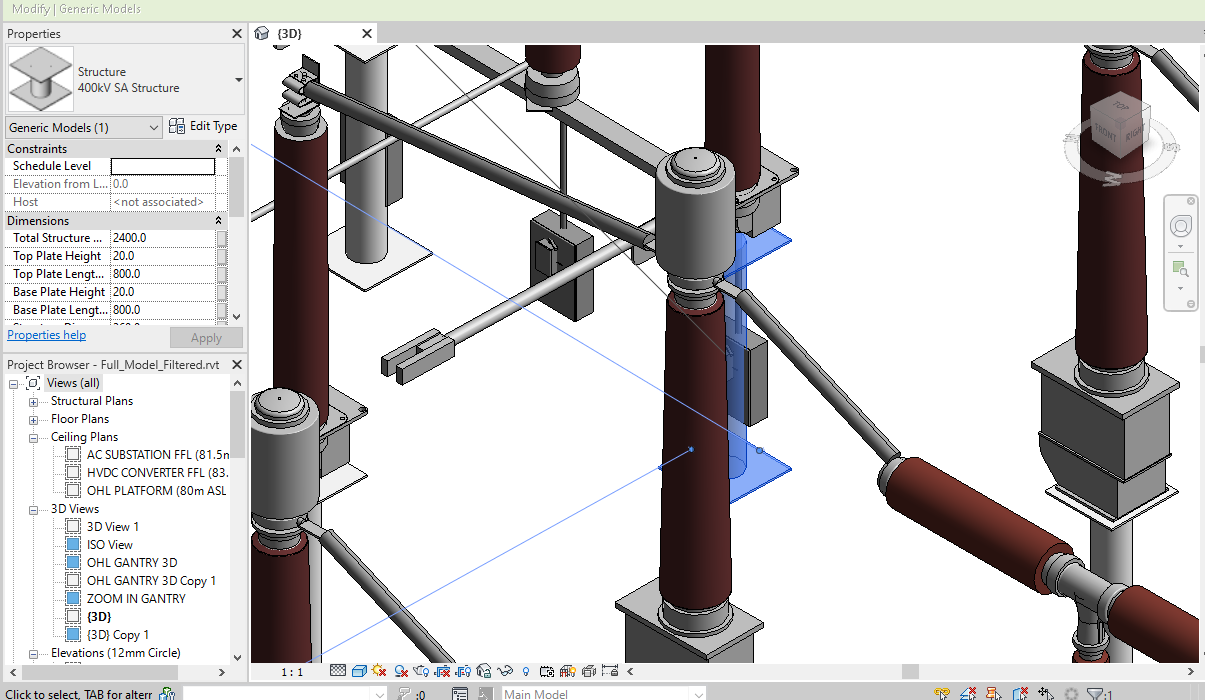 Modify | Generic Models
Properties
{3D}
Structure
400kV SA Structure
Generic Models (1)
Edit Type
Constraints
Schedule Level
Elevation from L... 0.0
Host <not associated>
Dimensions
Total Structure ... 2400.0
Top Plate Height 20.0
Top Plate Lengt... 800.0
Base Plate Height 20.0
Base Plate Lengt... 800.0
Properties help
Apply
Project Browser - Full_Model_Filtered.rvt
Views (all)
Structural Plans
Floor Plans
Ceiling Plans
AC SUBSTATION FFL (81.5m
HVDC CONVERTER FFL (83.
OHL PLATFORM (80m ASL
3D Views
3D View 1
ISO View
OHL GANTRY 3D
OHL GANTRY 3D Copy 1
ZOOM IN GANTRY
{3D}
{3D} Copy 1
Elevations (12mm Circle)
TOP
FRONT
RIGHT
W
1 : 1
Click to select, TAB for altern
:0
Main Model
:1